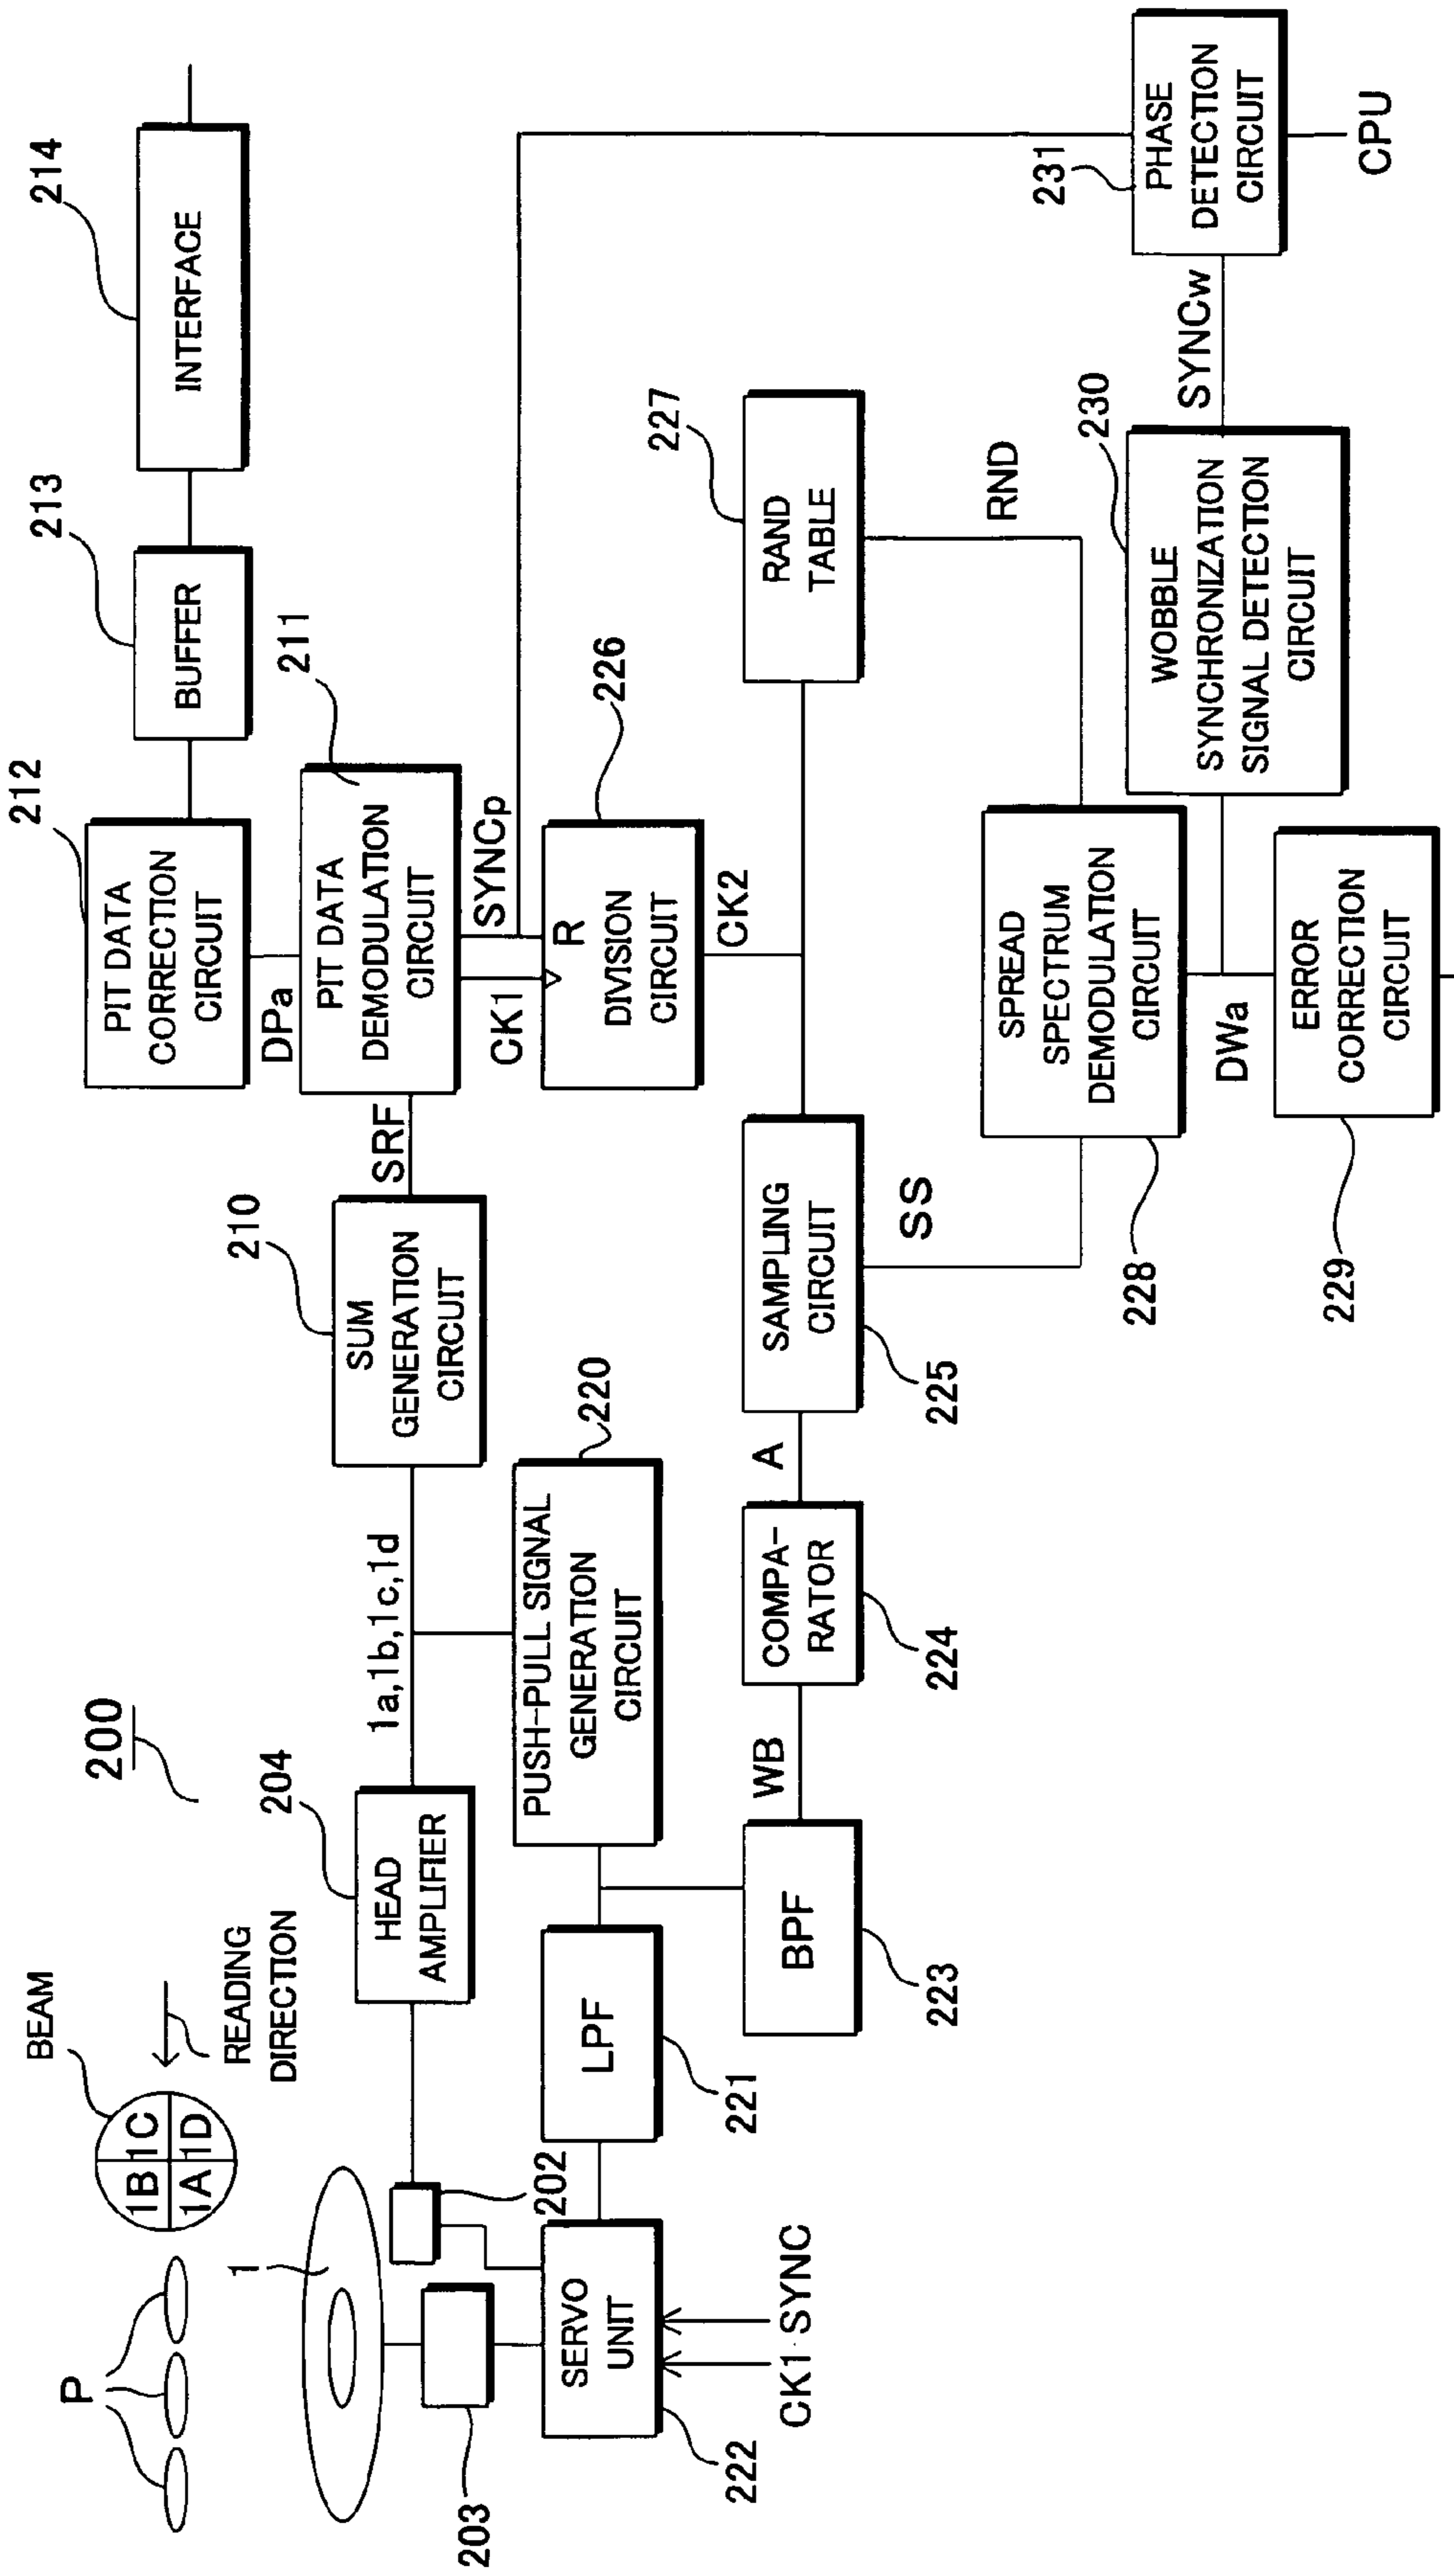 200
BEAM
READING
DIRECTION
1B
1C
1A
1D
P
1
202
203
204
HEAD
AMPLIFIER
1a,1b,1c,1d
210
SUM
GENERATION
CIRCUIT
SRF
211
PIT DATA
DEMODULATION
CIRCUIT
DPa
212
PIT DATA
CORRECTION
CIRCUIT
213
BUFFER
214
INTERFACE
220
PUSH-PULL SIGNAL
GENERATION
CIRCUIT
LPF
221
SERVO
UNIT
222
CK1
SYNC
BPF
223
WB
COMPA-
RATOR
224
A
SAMPLING
CIRCUIT
225
SS
CK1
SYNCp
226
R
DIVISION
CIRCUIT
CK2
227
RAND
TABLE
RND
SPREAD
SPECTRUM
DEMODULATION
CIRCUIT
228
DWa
ERROR
CORRECTION
CIRCUIT
229
230
WOBBLE
SYNCHRONIZATION
SIGNAL DETECTION
CIRCUIT
SYNCw
231
PHASE
DETECTION
CIRCUIT
CPU